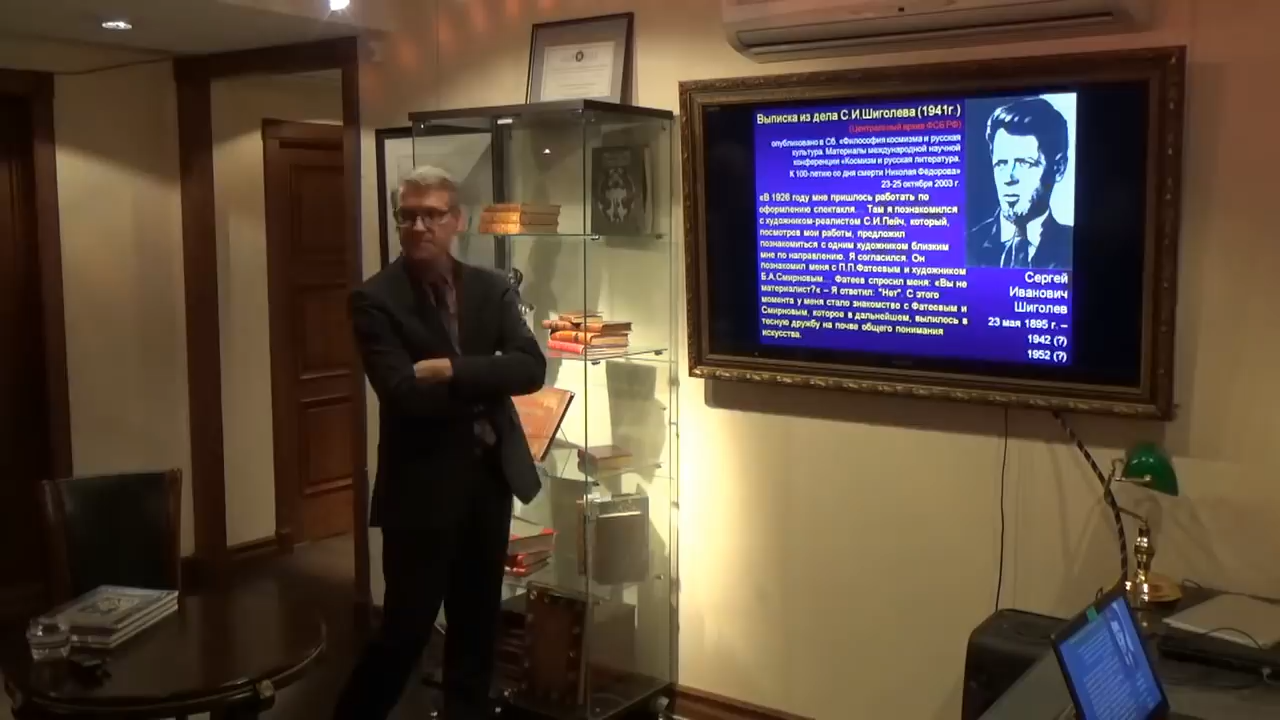 Выписка из дела С.И.Шиголева (1941г.)
(Центральный архив ФСБ РФ)
опубликовано в Сб. «Философия космизма и русская
культура. Материалы международной научной
конференции «Космизм и русская литература.
К 100-летию со дня смерти Николая Фёдорова»
23-25 октября 2003 г.
«В 1926 году мне пришлось работать по
оформлению спектакля. Там я познакомился
с художником-реалистом С.И.Пейч, который,
посмотрев мои работы, предложил
познакомиться с одним художником близким
мне по направлению. Я согласился. Он
познакомил меня с П.П.Фатеевым и художником
Б.А.Смирновым... Фатеев спросил меня: «Вы не
материалист?« – Я ответил: "Нет". С этого
момента у меня стало знакомство с Фатеевым и
Смирновым, которое в дальнейшем, вылилось в
тесную дружбу на почве общего понимания
искусства.
Сергей
Иванович
Шиголев
23 мая 1895 г. –
1942 (?)
1952 (?)